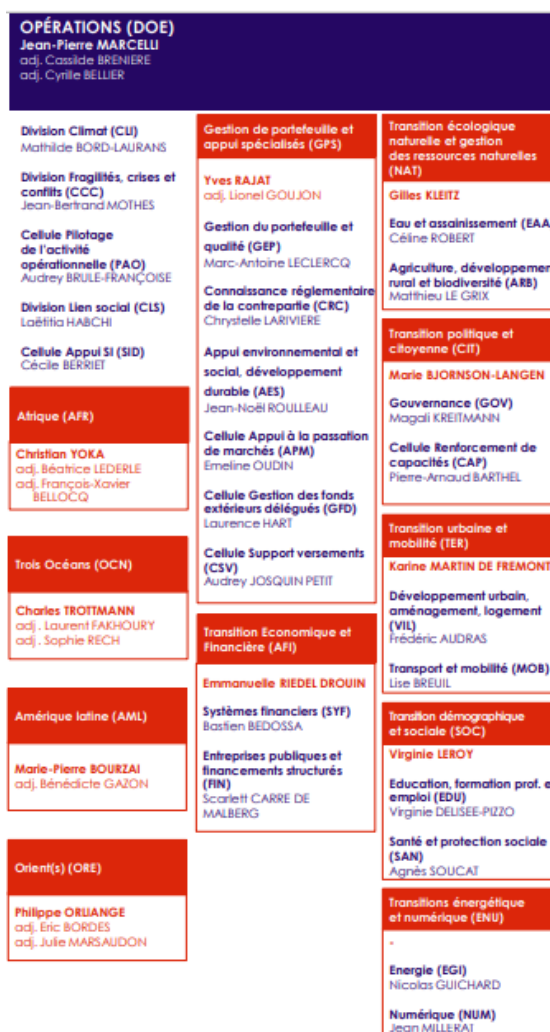 OPÉRATIONS (DOE)
Jean-Pierre MARCELLI
adj. Cassilde BRENIERE
adj. Cyrille BELLIER
Division Climat (CLI)
Mathilde BORD-LAURANS
Division Fragilités, crises et
conflits (CCC)
Jean-Bertrand MOTHES
Cellule Pilotage
de l'activité
opérationnelle (PAO)
Audrey BRULE-FRANÇOISE
Division Lien social (CLS)
Laëtitia HABCHI
Cellule Appui SI (SID)
Cécile BERRIET
Afrique (AFR)
Christian YOKA
adj. Béatrice LEDERLE
adj. François-Xavier
BELLOCQ
Trois Océans (OCN)
Charles TROTTMANN
adj. Laurent FAKHOURY
adj. Sophie RECH
Amérique latine (AML)
Marie-Pierre BOURZAI
adj. Bénédicte GAZON
Orient(s) (ORE)
Philippe ORLIANGE
adj. Eric BORDES
adj. Julie MARSAUDON
Gestion de portefeuille et
appui spécialisés (GPS)
Yves RAJAT
adj. Lionel GOUJON
Gestion du portefeuille et
qualité (GEP)
Marc-Antoine LECLERCQ
Connaissance réglementaire
de la contrepartie (CRC)
Chrystelle LARIVIERE
Appui environnemental et
social, développement
durable (AES)
Jean-Noël ROULLEAU
Cellule Appui à la passation
de marchés (APM)
Emeline OUDIN
Cellule Gestion des fonds
extérieurs délégués (GFD)
Laurence HART
Cellule Support versements
(CSV)
Audrey JOSQUIN PETIT
Transition Economique et
Financière (AFI)
Emmanuelle RIEDEL DROUIN
Systèmes financiers (SYF)
Bastien BEDOSSA
Entreprises publiques et
financements structurés
(FIN)
Scarlett CARRE DE
MALBERG
Transition écologique
naturelle et gestion
des ressources naturelles
(NAT)
Gilles KLEITZ
Eau et assainissement (EAA
Céline ROBERT
Agriculture, développemen
rural et biodiversité (ARB)
Matthieu LE GRIX
Transition politique et
citoyenne (CIT)
Marie BJORNSON-LANGEN
Gouvernance (GOV)
Magali KREITMANN
Cellule Renforcement de
capacités (CAP)
Pierre-Arnaud BARTHEL
Transition urbaine et
mobilité (TER)
Karine MARTIN DE FREMONT
Développement urbain,
aménagement, logement
(VIL)
Frédéric AUDRAS
Transport et mobilité (MOB)
Lise BREUIL
Transition démographique
et sociale (SOC)
Virginie LEROY
Education, formation prof. e
emploi (EDU)
Virginie DELISEE-PIZZO
Santé et protection sociale
(SAN)
Agnès SOUCAT
Transitions énergétique
et numérique (ENU)
-
Energie (EGI)
Nicolas GUICHARD
Numérique (NUM)
Jean MILLERAT